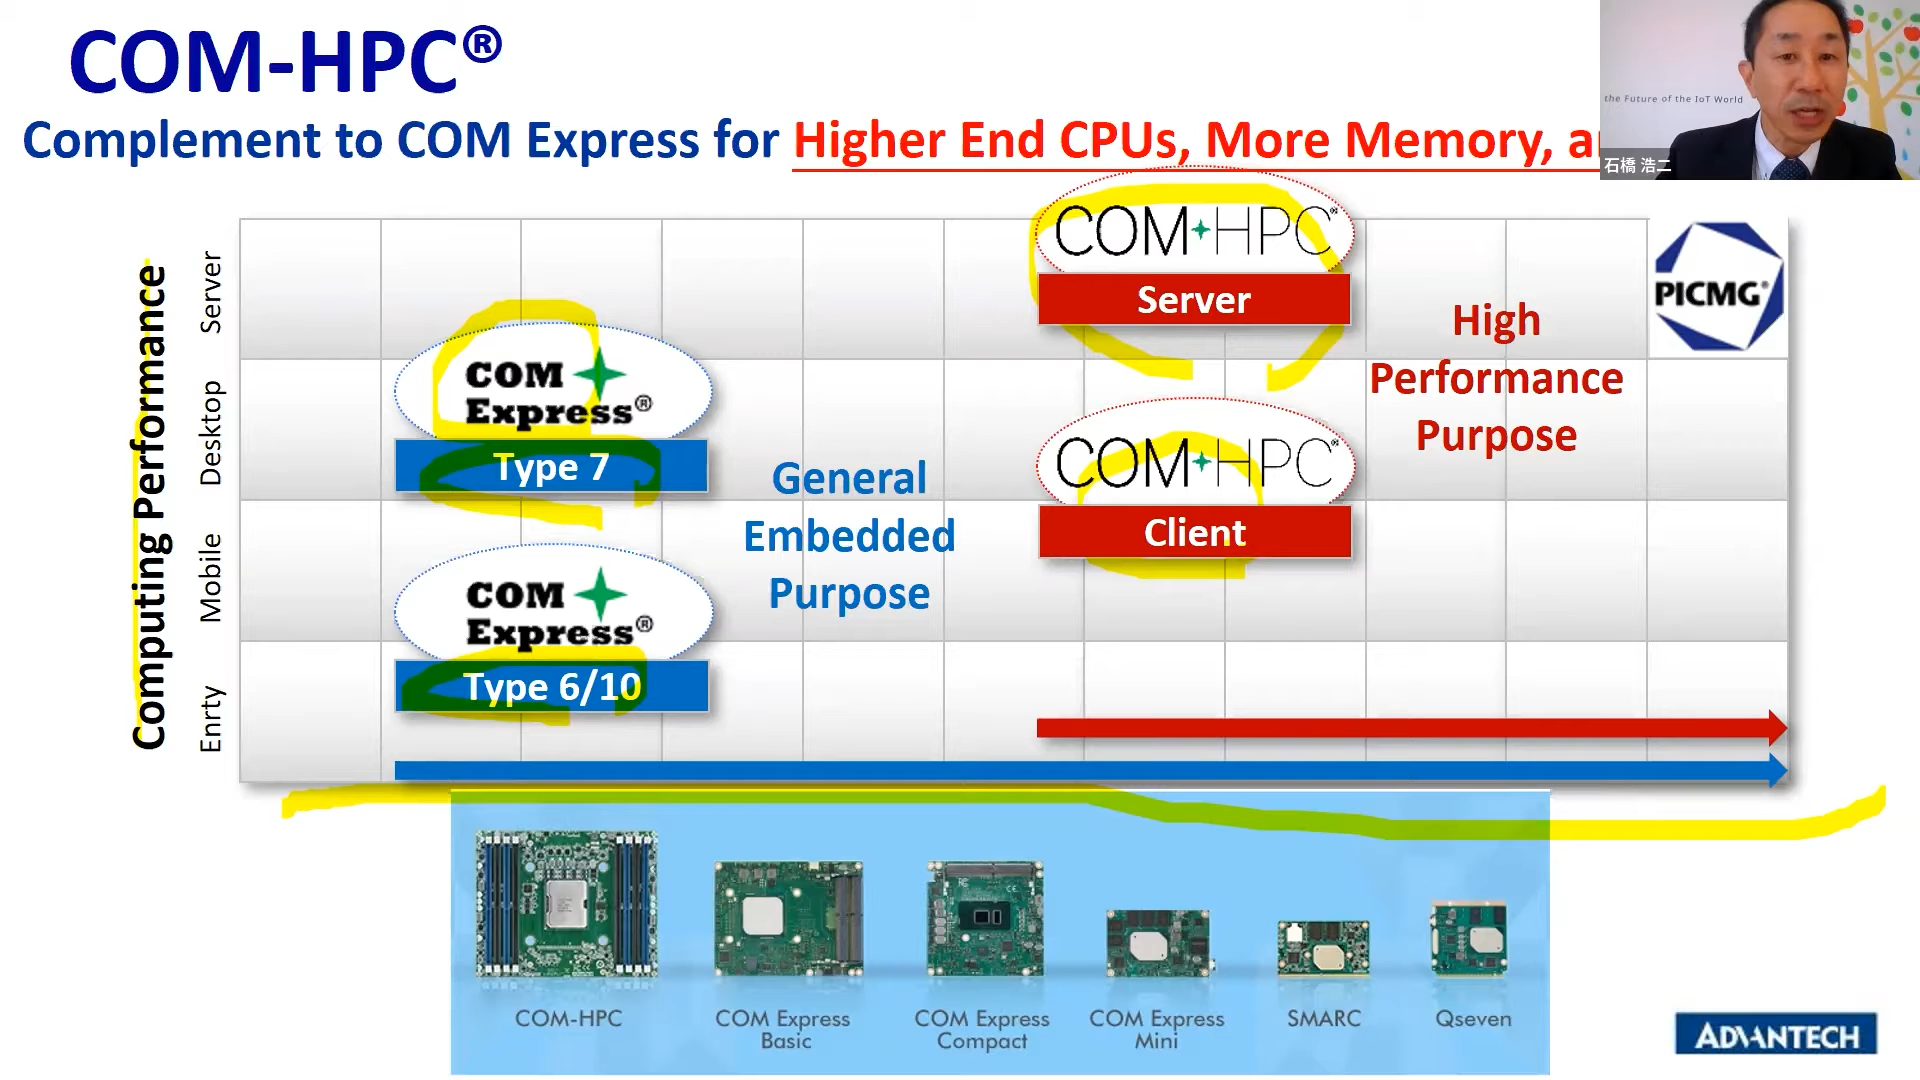 COM-HPC®
Complement to COM Express for Higher End CPUs, More Memory,
the Future of the IoT World
石橋 浩二
Computing Performance
Server
Desktop
Mobile
Enrty
COM
Express®
Type 7
COM
Express®
Type 6/10
General
Embedded
Purpose
COM HPC®
Server
COM HPC®
Client
High
Performance
Purpose
PICMG®
COM-HPC
COM Express
Basic
COM Express
Compact
COM Express
Mini
SMARC
Qseven
ADVANTECH